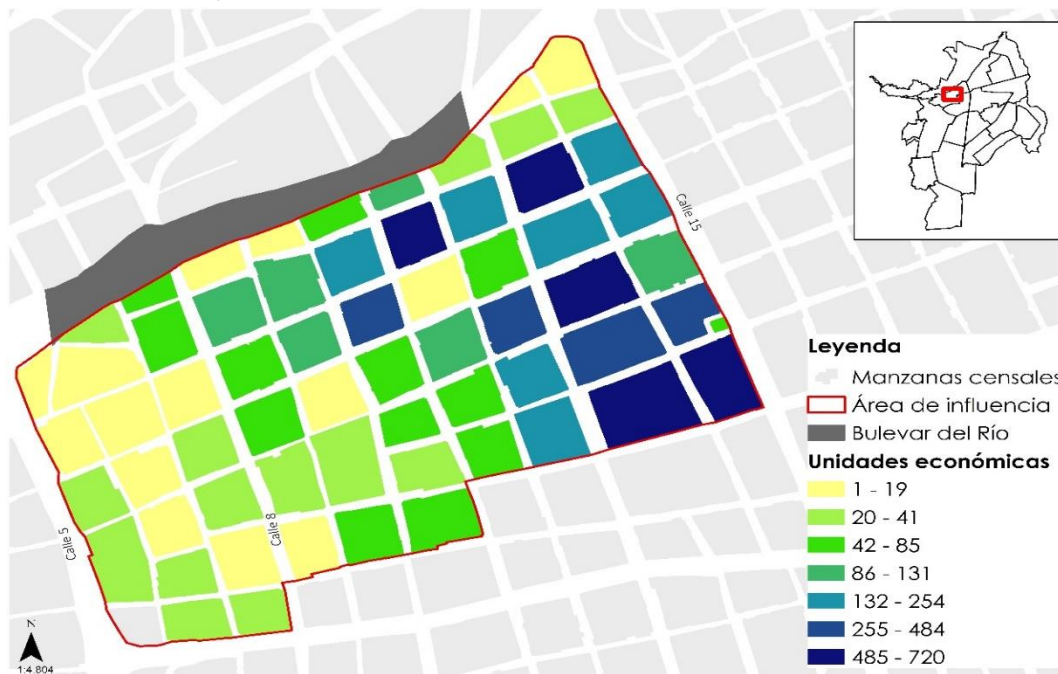 Calle 15
Calle 5
Calle 8
N
1:4.804
Leyenda
Manzanas censales
Área de influencia
Bulevar del Río
Unidades económicas
1 - 19
20 - 41
42 - 85
86 - 131
132 - 254
255 - 484
485 - 720